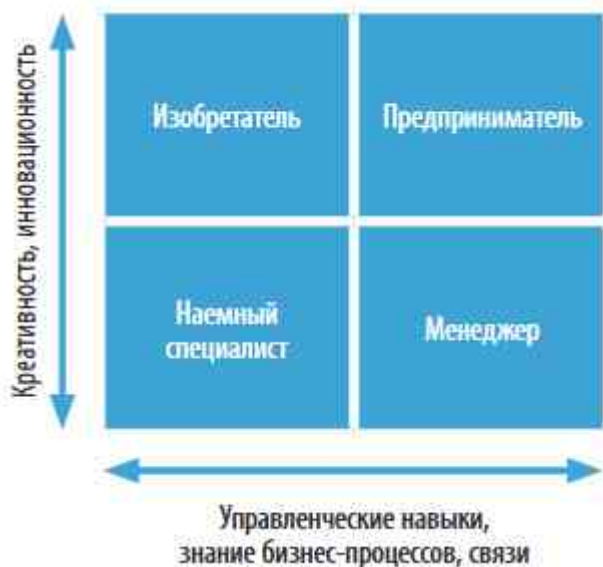 Креативность, инновационность
Изобретатель
Предприниматель
Наемный
специалист
Менеджер
Управленческие навыки,
знание бизнес-процессов, связи